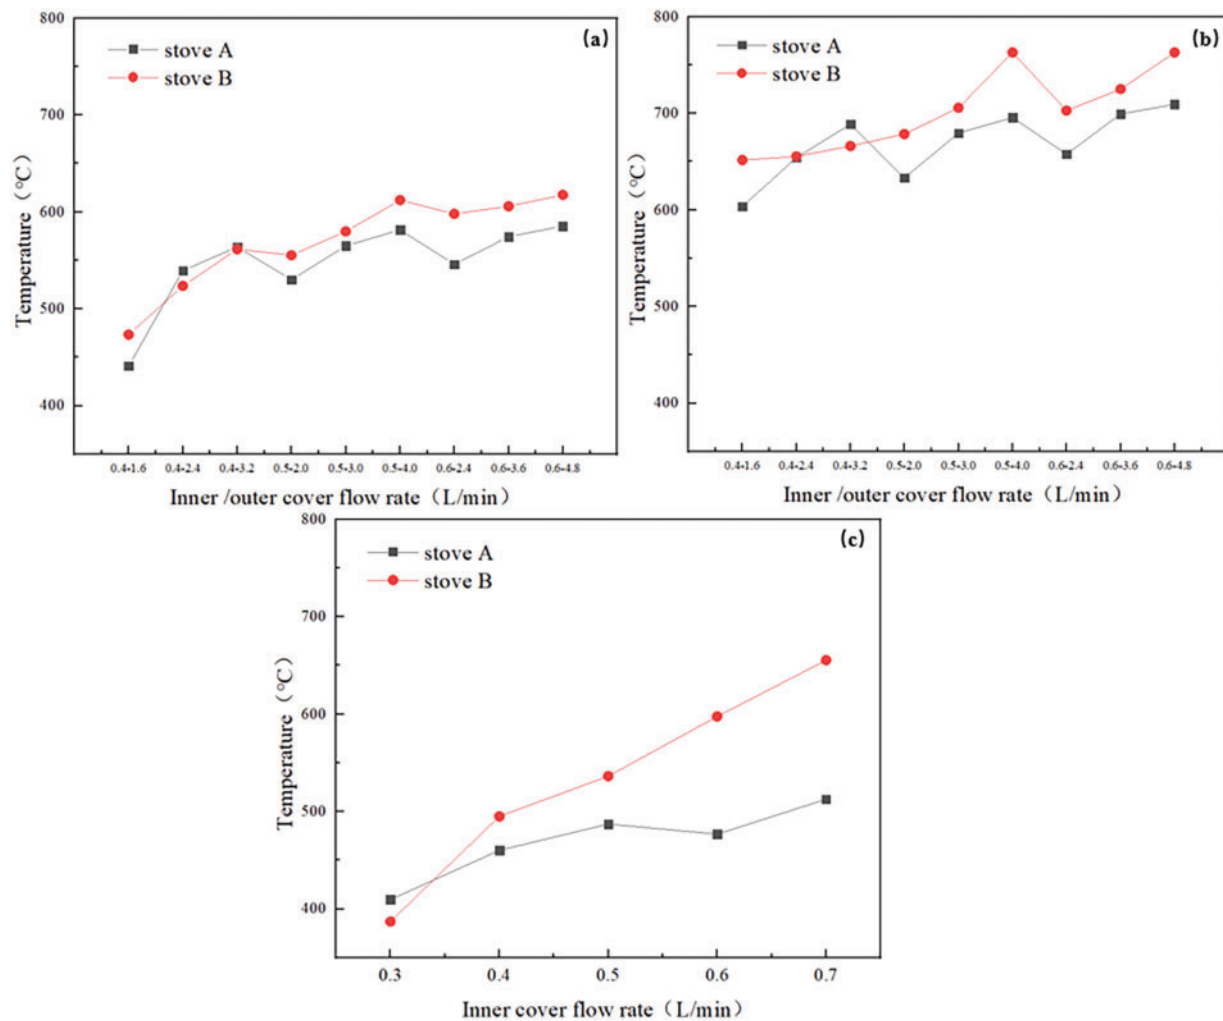 (a)
stove A
stove B
800
700
600
500
400
Temperature（°C）
0.4+1.6 0.4+2.4 0.4+3.2 0.5+2.0 0.5+3.0 0.5+4.0 0.6+2.4 0.6+3.6 0.6+4.8
Inner /outer cover flow rate（L/min）
(b)
stove A
stove B
800
700
600
500
400
Temperature（°C）
0.4+1.6 0.4+2.4 0.4+3.2 0.5+2.0 0.5+3.0 0.5+4.0 0.6+2.4 0.6+3.6 0.6+4.8
Inner /outer cover flow rate（L/min）
(c)
stove A
stove B
800
700
600
500
400
Temperature（°C）
0.3 0.4 0.5 0.6 0.7
Inner cover flow rate（L/min）